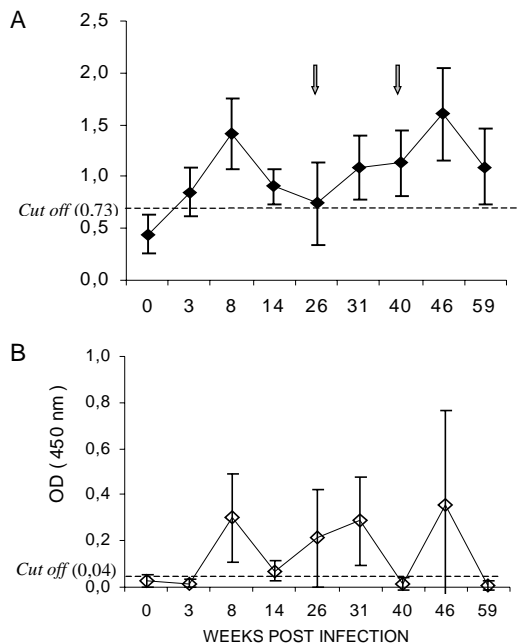 A
2,5
2,0
1,5
1,0
Cut off (0.73)
0,5
0,0
0 3 8 14 26 31 40 46 59
B
1,0
0,8
0,6
0,4
0,2
Cut off (0,04)
0,0
OD ( 450 nm)
0 3 8 14 26 31 40 46 59
WEEKS POST INFECTION